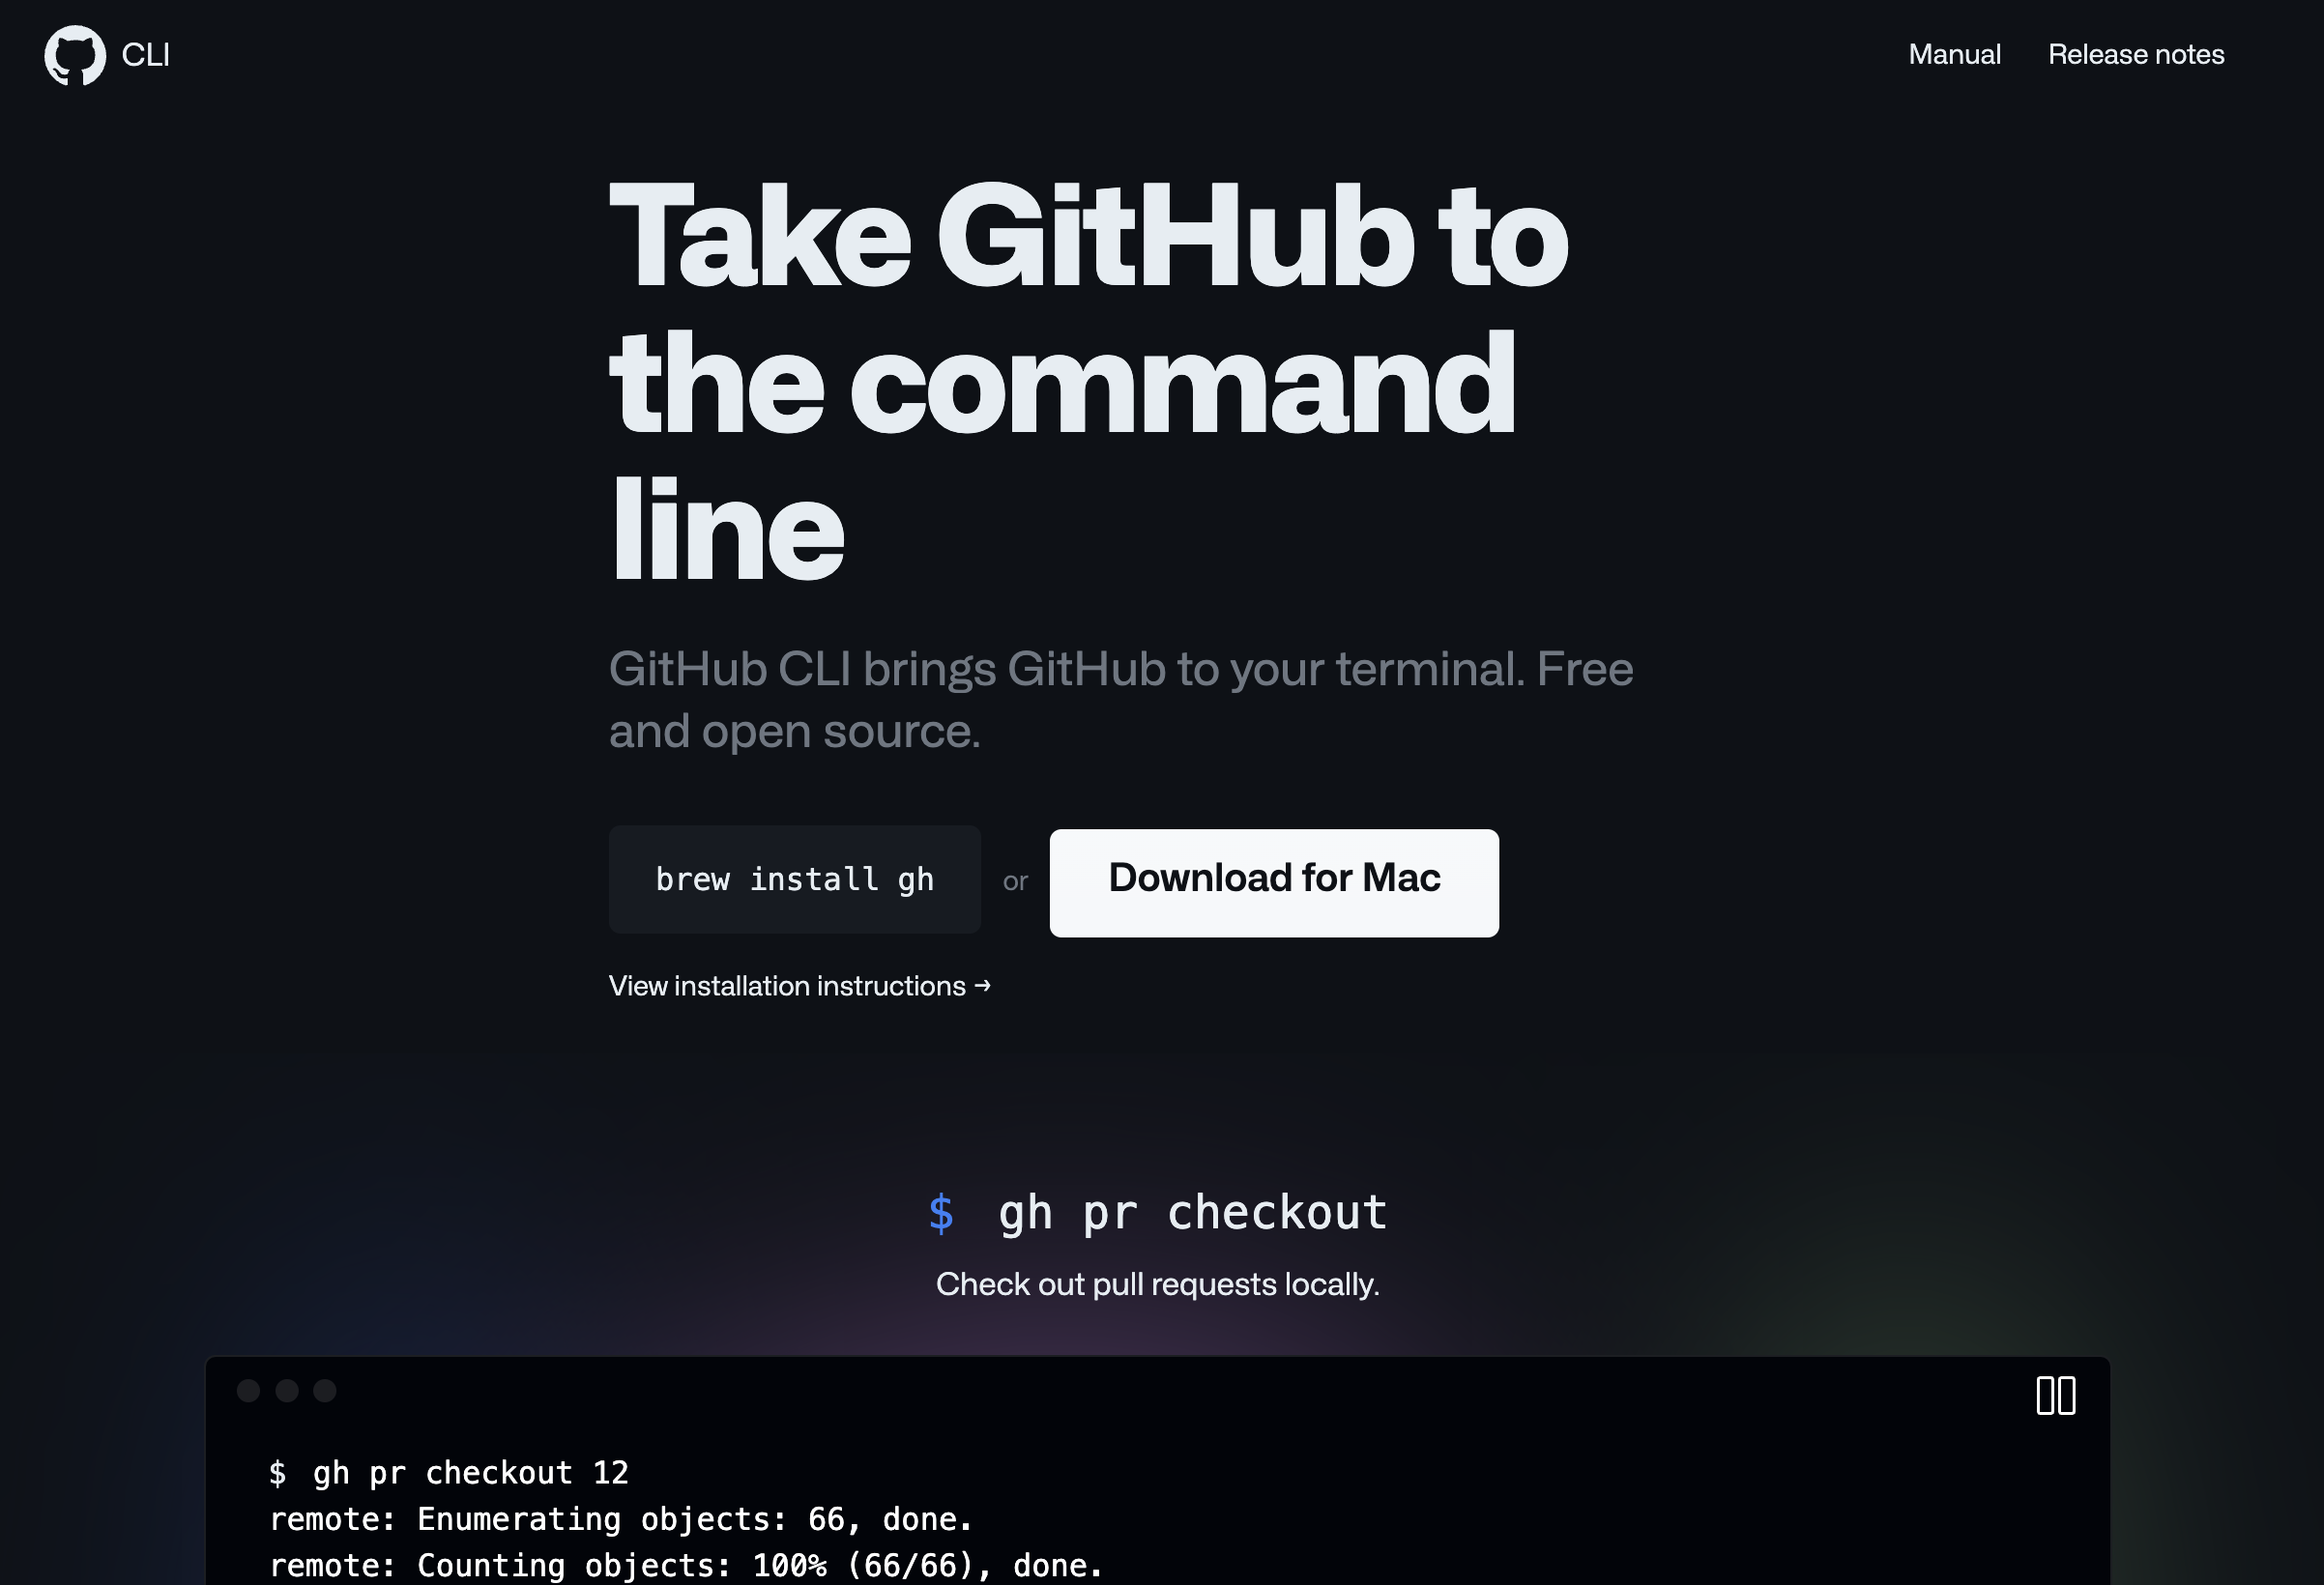 CLI
Manual
Release notes
Take GitHub to
the command
line
GitHub CLI brings GitHub to your terminal. Free
and open source.
brew install gh
or
Download for Mac
View installation instructions →
$ gh pr checkout
Check out pull requests locally.
$ gh pr checkout 12
remote: Enumerating objects: 66, done.
remote: Counting objects: 100% (66/66), done.